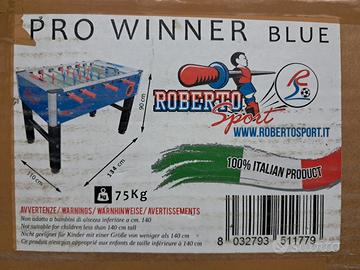 PRO WINNER BLUE
90 cm
110 cm
134 cm
75 Kg
ROBERTO
Sport
R
WWW.ROBERTOSPORT.IT
100% ITALIAN PRODUCT
AVVERTENZE/WARNINGS/WARNHINWEISE/AVERTISSEMENTS
Non adatto a bambini di altezza inferiore a cm. 140
Not suitable for children less than 140 cm tall
Nicht geeignet für Kinder mit einer Größe von weniger als 140 cm
Ce produit n'est pas approprié aux enfants de taille inférieure à 140 cm
8 032793 511779
subito